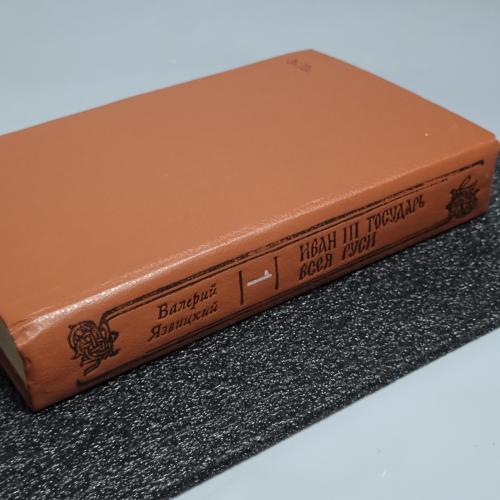 Валерий
Язвицкий
1
ИВАН III ГОСУДАРЬ
ВСЕЯ РУСИ